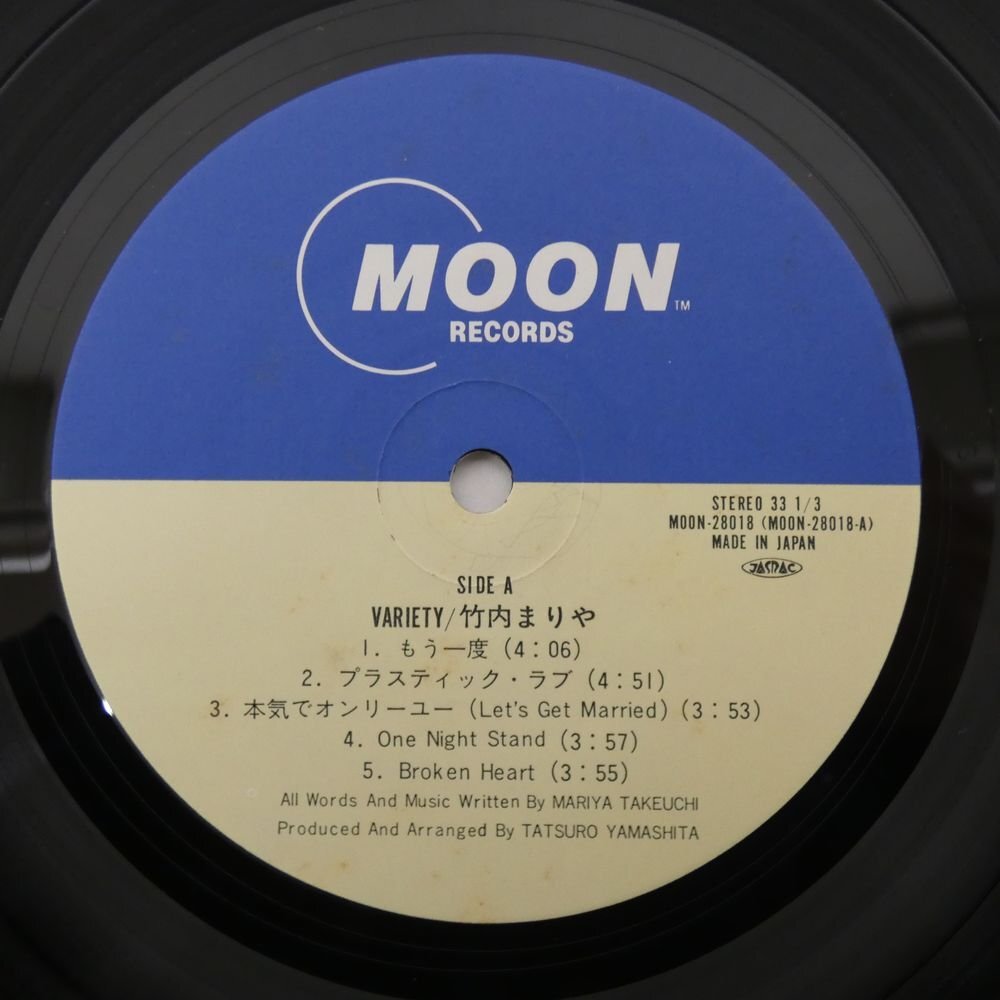 MOON TM
RECORDS
STEREO 33 1/3
MOON-28018 (MOON-28018-A)
MADE IN JAPAN
JASRAC
SIDE A
VARIETY/竹内まりや
1. もう一度 (4:06)
2. プラスティック・ラブ (4:51)
3. 本気でオンリーユー (Let's Get Married) (3:53)
4. One Night Stand (3:57)
5. Broken Heart (3:55)
All Words And Music Written By MARIYA TAKEUCHI
Produced And Arranged By TATSURO YAMASHITA